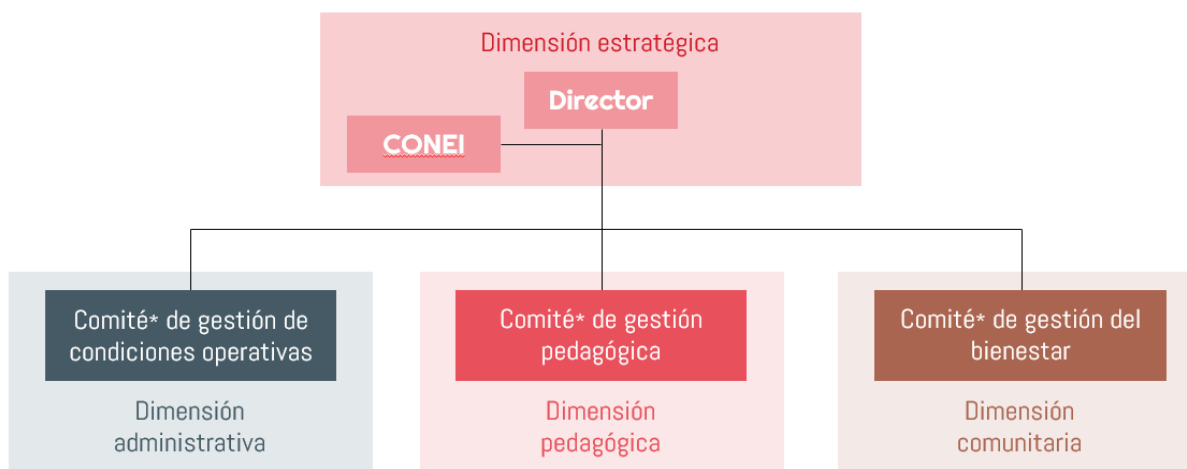 Dimensión estratégica
Director
CONEI
Comité* de gestión de
condiciones operativas
Dimensión
administrativa
Comité* de gestión
pedagógica
Dimensión
pedagógica
Comité* de gestión del
bienestar
Dimensión
comunitaria